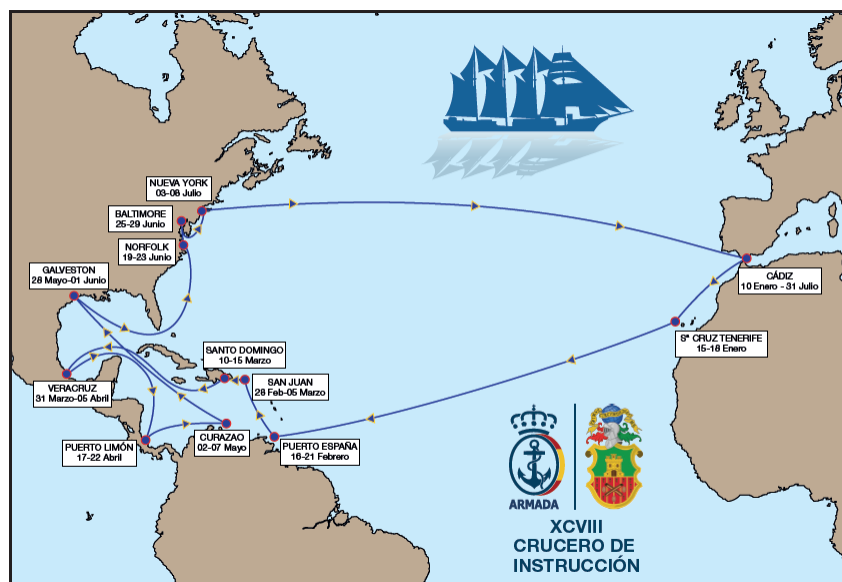 NUEVA YORK
03-08 Julio
BALTIMORE
25-29 Junio
NORFOLK
19-23 Junio
GALVESTON
28 Mayo-01 Junio
CÁDIZ
10 Enero - 31 Julio
Sª CRUZ TENERIFE
15-18 Enero
SANTO DOMINGO
10-15 Marzo
SAN JUAN
28 Feb-05 Marzo
VERACRUZ
31 Marzo-05 Abril
PUERTO LIMÓN
17-22 Abril
CURAZAO
02-07 Mayo
PUERTO ESPAÑA
16-21 Febrero
ARMADA
XCVIII
CRUCERO DE
INSTRUCCIÓN